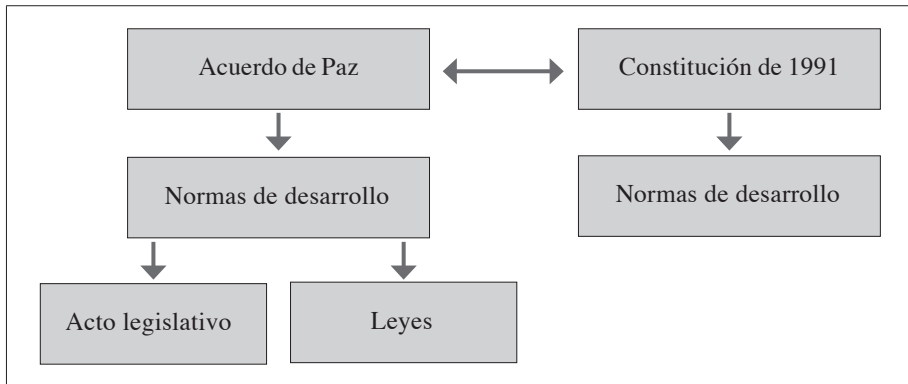 Acuerdo de Paz
Constitución de 1991
Normas de desarrollo
Normas de desarrollo
Acto legislativo
Leyes